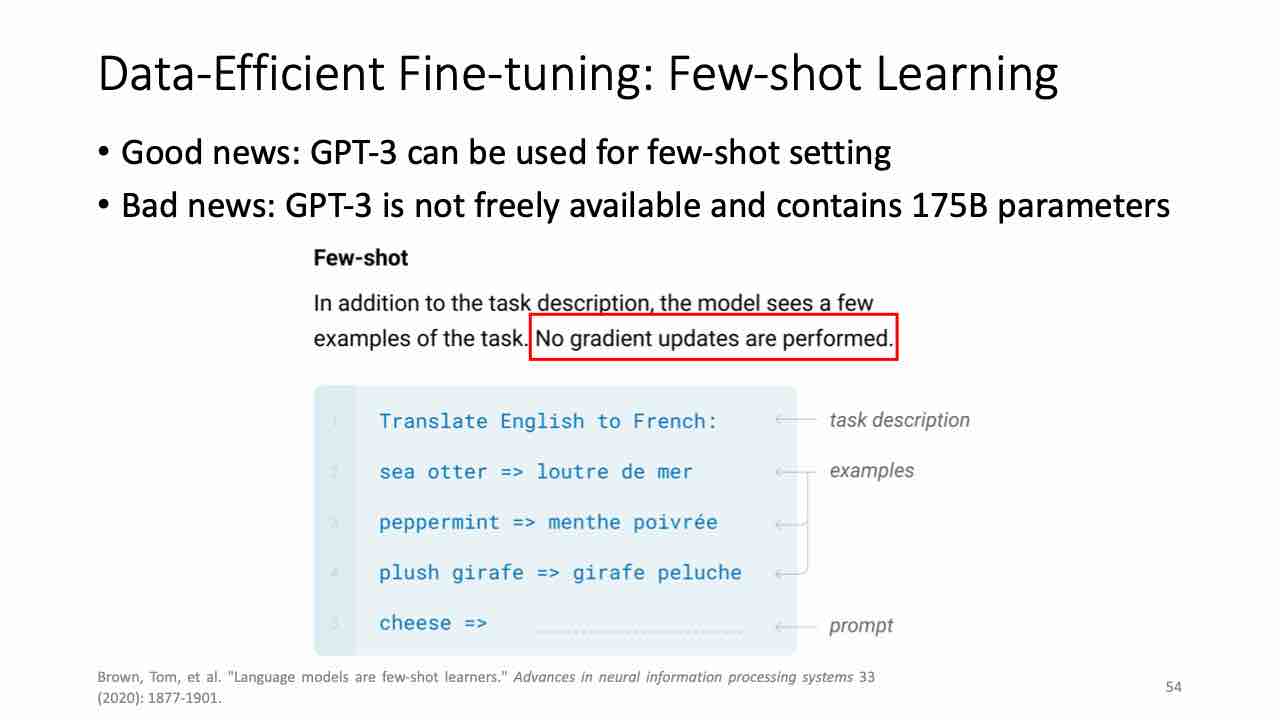 Data-Efficient Fine-tuning: Few-shot Learning
• Good news: GPT-3 can be used for few-shot setting
• Bad news: GPT-3 is not freely available and contains 175B parameters
Few-shot
In addition to the task description, the model sees a few
examples of the task. No gradient updates are performed.
1 Translate English to French: task description
2 sea otter => loutre de mer examples
3 peppermint => menthe poivrée
4 plush girafe => girafe peluche
5 cheese => prompt
Brown, Tom, et al. "Language models are few-shot learners." Advances in neural information processing systems 33
(2020): 1877-1901.
54